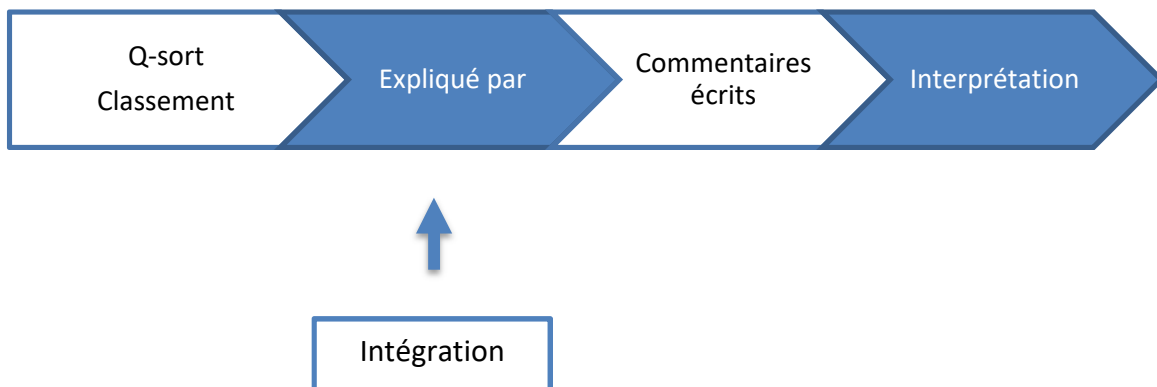 Q-sort
Classement
Expliqué par
Commentaires
écrits
Interprétation
Intégration